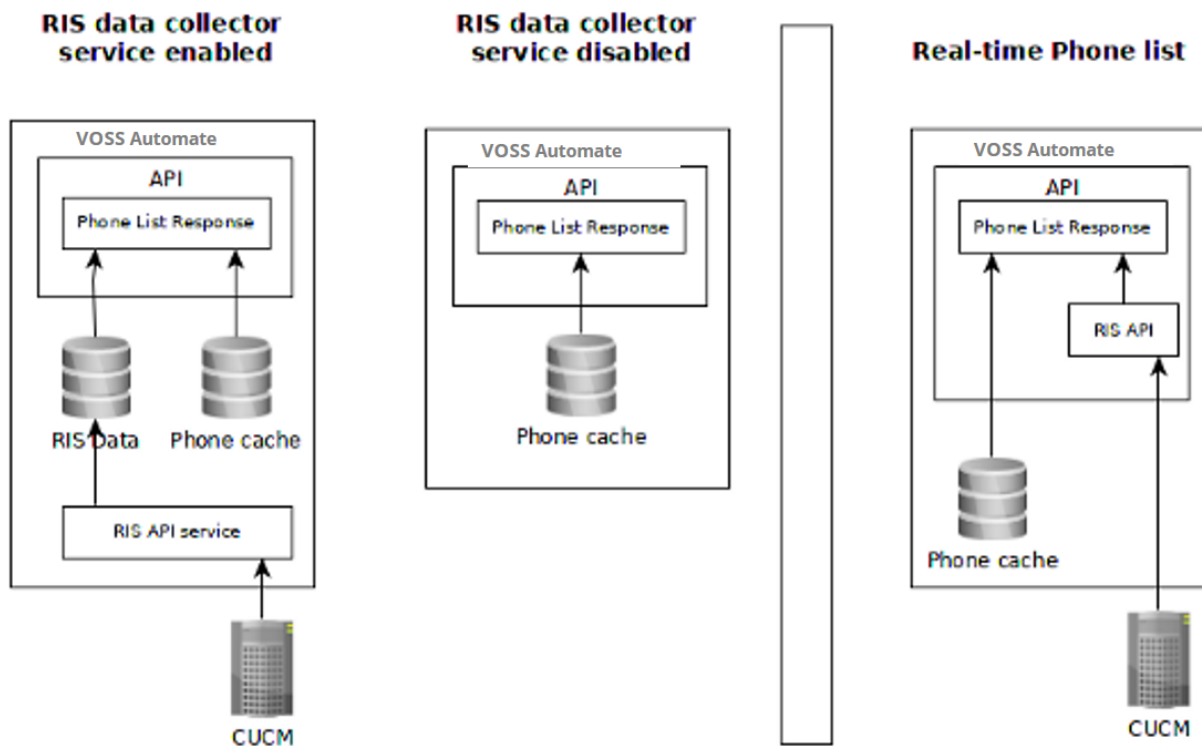 RIS data collector
service enabled
VOSS Automate
API
Phone List Response
RIS Data
Phone cache
RIS API service
CUCM
RIS data collector
service disabled
VOSS Automate
API
Phone List Response
Phone cache
Real-time Phone list
VOSS Automate
API
Phone List Response
RIS API
Phone cache
CUCM